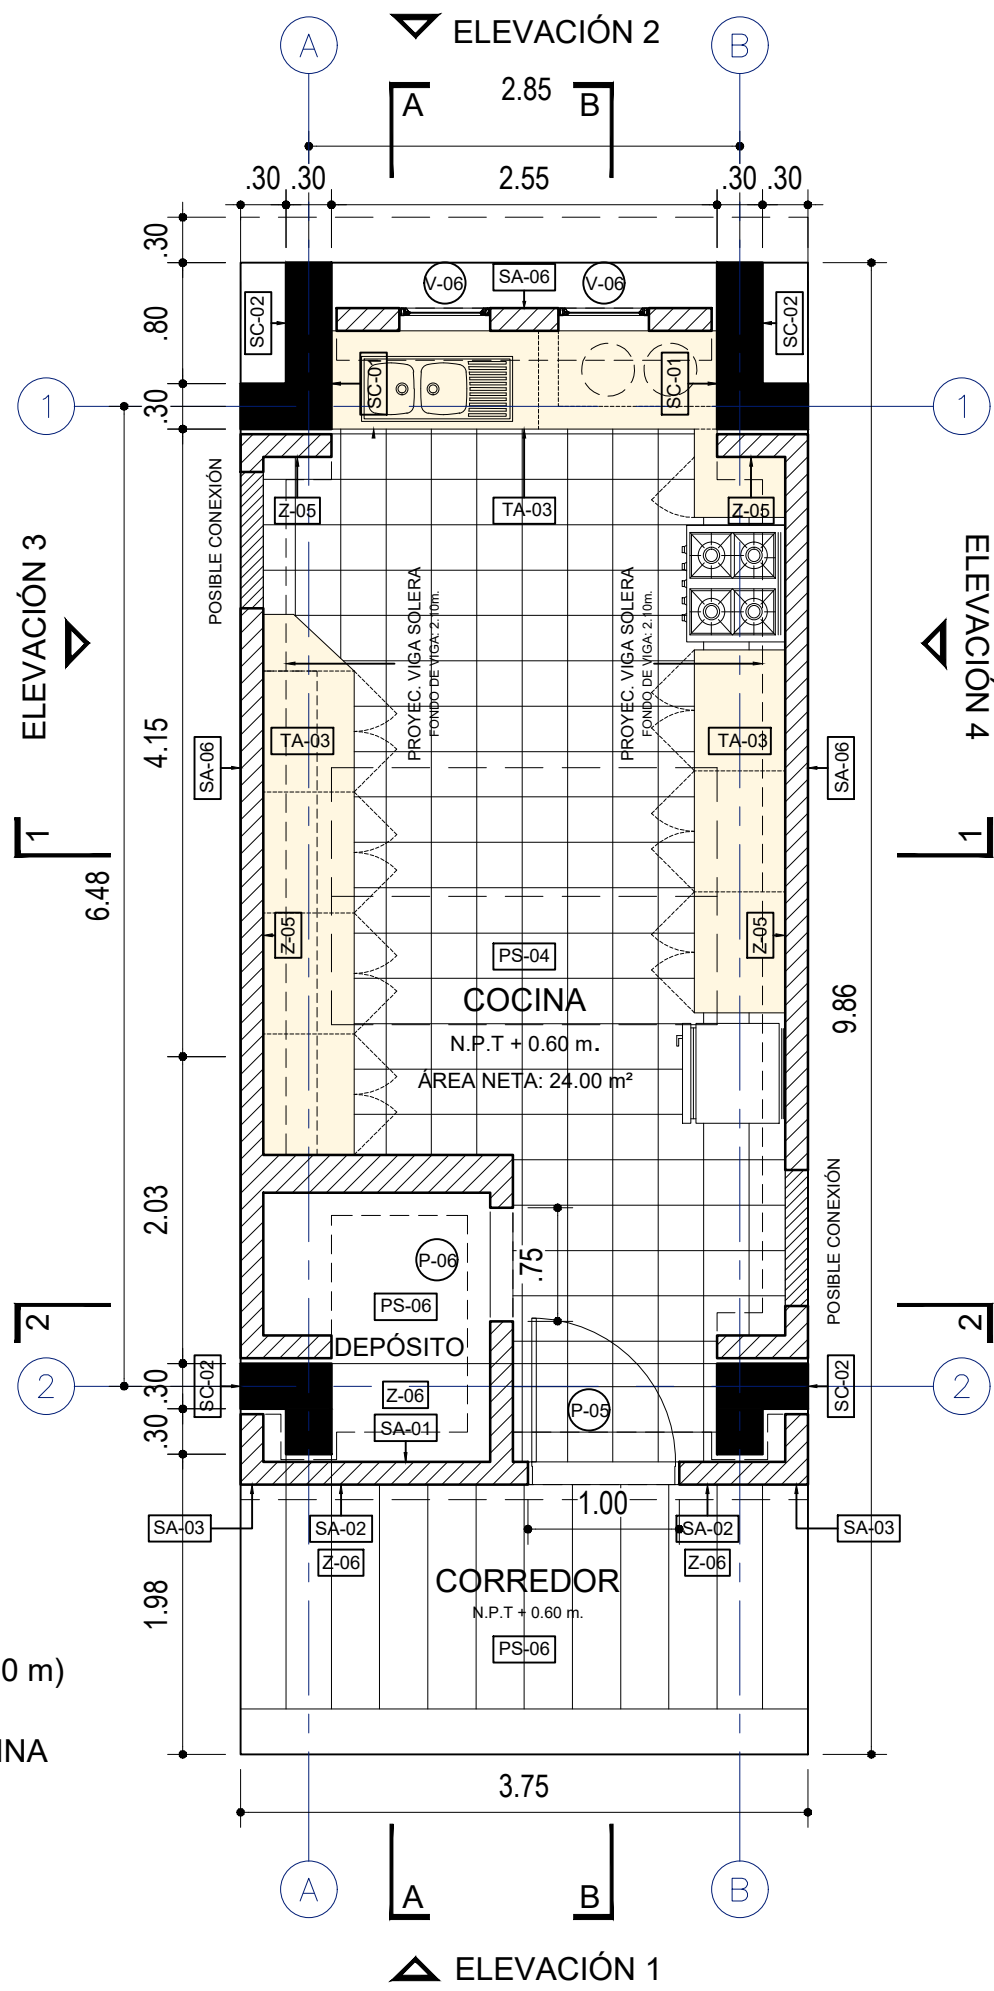 ELEVACIÓN 2
A
B
A
B
2.85
.30
.30
2.55
.30
.30
.30
V-06
SA-06
V-06
SC-02
SC-02
.80
SC-01
SC-01
1
1
.30
POSIBLE CONEXIÓN
Z-05
TA-03
Z-05
ELEVACIÓN 3
ELEVACIÓN 4
PROYEC. VIGA SOLERA
FONDO DE VIGA: 2.10m.
PROYEC. VIGA SOLERA
FONDO DE VIGA: 2.10m.
4.15
TA-03
TA-03
SA-06
SA-06
1
1
6.48
Z-05
Z-05
PS-04
COCINA
N.P.T + 0.60 m.
ÁREA NETA: 24.00 m²
9.86
2.03
POSIBLE CONEXIÓN
.75
P-06
PS-06
2
2
DEPÓSITO
SC-02
SC-02
2
2
.30
Z-06
P-05
.30
SA-01
1.00
SA-03
SA-02
SA-02
SA-03
Z-06
Z-06
CORREDOR
N.P.T + 0.60 m.
1.98
PS-06
0 m)
INA
3.75
A
B
A
B
ELEVACIÓN 1